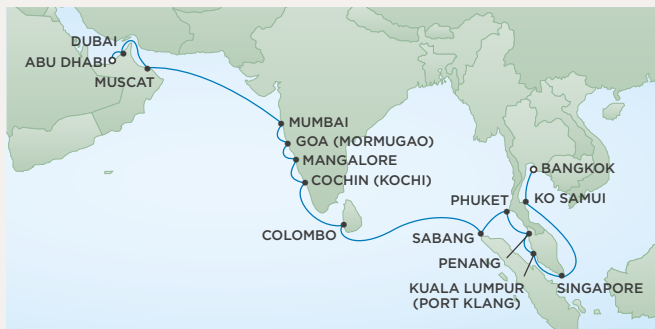 DUBAI
ABU DHABI
MUSCAT
MUMBAI
GOA (MORMUGAO)
MANGALORE
COCHIN (KOCHI)
COLOMBO
BANGKOK
KO SAMUI
PHUKET
SABANG
PENANG
KUALA LUMPUR
(PORT KLANG)
SINGAPORE